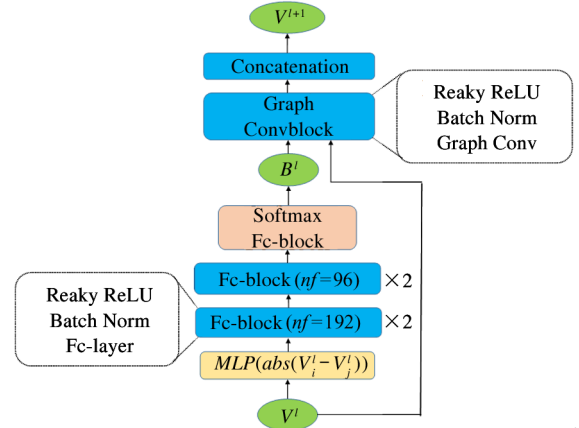 V^{l+1}
Concatenation
Graph
Convblock
Reaky ReLU
Batch Norm
Graph Conv
B^l
Softmax
Fc-block
Fc-block (nf=96) ×2
Fc-block (nf=192) ×2
Reaky ReLU
Batch Norm
Fc-layer
MLP(abs(V_i^l−V_j^l))
V^l